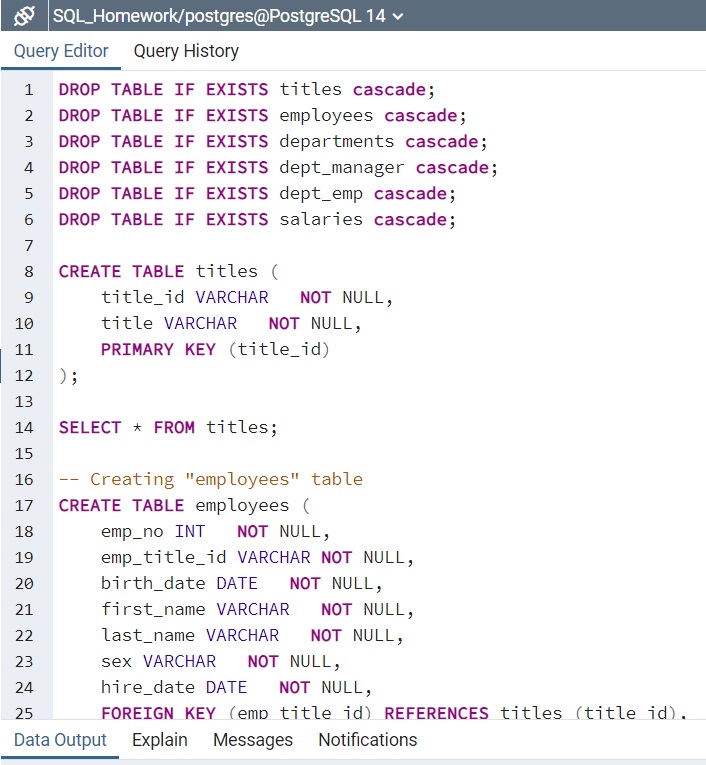 SQL_Homework/postgres@PostgreSQL 14
Query Editor Query History
1 DROP TABLE IF EXISTS titles cascade;
2 DROP TABLE IF EXISTS employees cascade;
3 DROP TABLE IF EXISTS departments cascade;
4 DROP TABLE IF EXISTS dept_manager cascade;
5 DROP TABLE IF EXISTS dept_emp cascade;
6 DROP TABLE IF EXISTS salaries cascade;
7
8 CREATE TABLE titles (
9 title_id VARCHAR   NOT NULL,
10 title VARCHAR   NOT NULL,
11 PRIMARY KEY (title_id)
12 );
13
14 SELECT * FROM titles;
15
16 -- Creating "employees" table
17 CREATE TABLE employees (
18 emp_no INT   NOT NULL,
19 emp_title_id VARCHAR NOT NULL,
20 birth_date DATE   NOT NULL,
21 first_name VARCHAR   NOT NULL,
22 last_name VARCHAR   NOT NULL,
23 sex VARCHAR   NOT NULL,
24 hire_date DATE   NOT NULL,
25 FOREIGN KEY (emp_title_id) REFERENCES titles (title_id),
Data Output Explain Messages Notifications